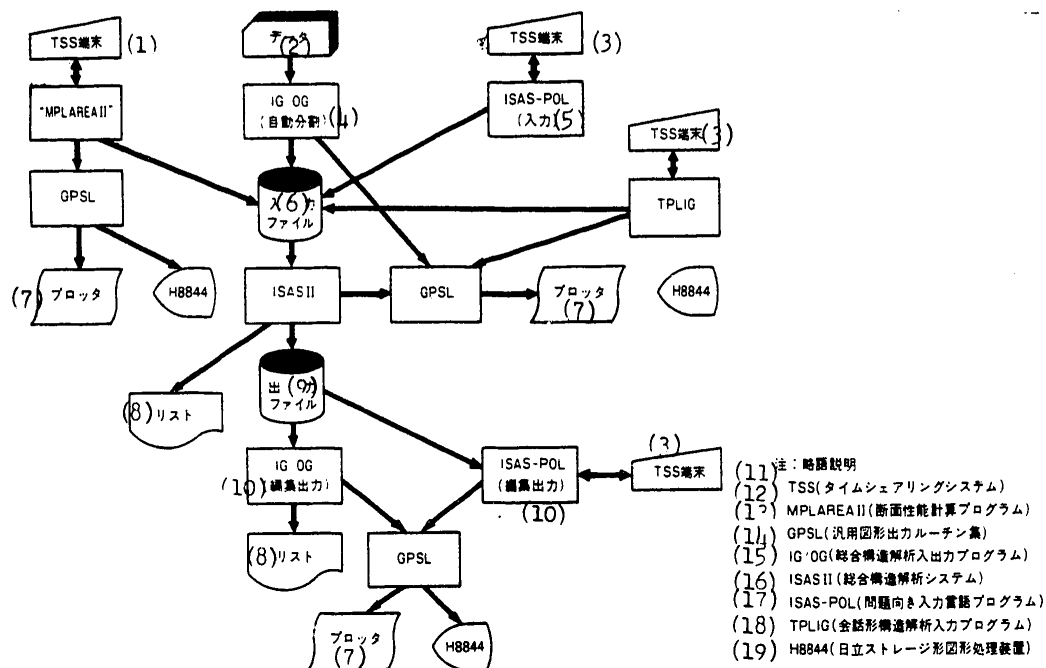 TSS端末 (1)
データ
(2)
TSS端末 (3)
"MPLAREAII"
IG OG
(自動分割) (4)
ISAS-POL
(入力) (5)
TSS端末 (3)
GPSL
(6)
ファイル
TPLIG
(7) プロッタ
H8844
ISASII
GPSL
プロッタ
(7)
H8844
(8) リスト
出 (9) 力
ファイル
(3)
TSS端末
IG OG
(10) (編集出力)
ISAS-POL
(編集出力)
(10)
(8) リスト
GPSL
プロッタ
(7)
H8844
(11) 注:略語説明
(12) TSS(タイムシェアリングシステム)
(13) MPLAREAII(断面性能計算プログラム)
(14) GPSL(汎用図形出力ルーチン集)
(15) IG'OG(総合構造解析入出力プログラム)
(16) ISASII(総合構造解析システム)
(17) ISAS-POL(問題向き入力言語プログラム)
(18) TPLIG(会話形構造解析入力プログラム)
(19) H8844(日立ストレージ形図形処理装置)